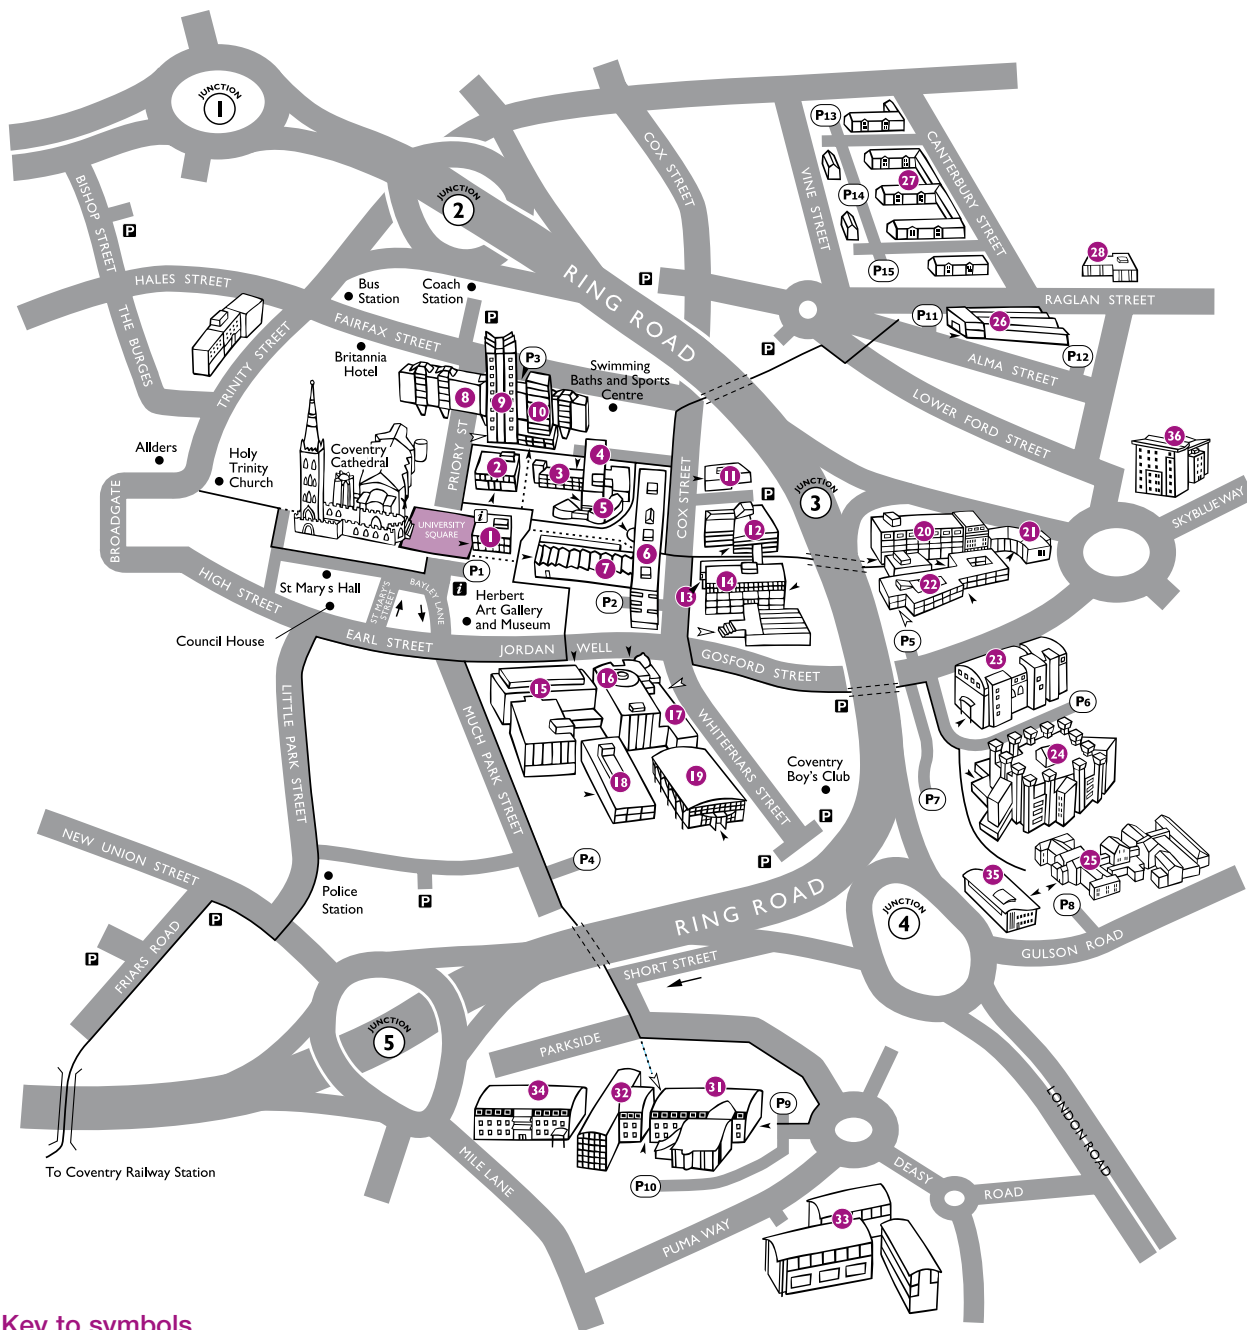 JUNCTION
1
JUNCTION
2
BISHOP STREET
P
HALES STREET
THE BURGES
TRINITY STREET
Bus
Station
Coach
Station
FAIRFAX STREET
Britannia
Hotel
P
P3
RING ROAD
Swimming
Baths and Sports
Centre
COX STREET
P
P
VINE STREET
CANTERBURY STREET
P13
P14
P15
27
28
RAGLAN STREET
P11
26
P12
ALMA STREET
LOWER FORD STREET
36
SKYBLUE WAY
Allders
Holy
Trinity
Church
Coventry
Cathedral
PRIORY ST
8
9
10
2
3
4
5
i
1
6
7
UNIVERSITY
SQUARE
P1
P2
COX STREET
11
P
12
13
14
JUNCTION
3
20
21
22
P5
BROADGATE
HIGH STREET
St Mary's Hall
Council House
ST MARY'S
STREET
BAYLEY LANE
i
Herbert
Art Gallery
and Museum
EARL STREET
JORDAN WELL
GOSFORD STREET
23
P6
24
P7
15
16
17
18
19
WHITEFRIARS STREET
Coventry
Boy's Club
P
P
P
LITTLE PARK STREET
MUCH PARK STREET
P4
NEW UNION STREET
Police
Station
P
P
P
FRIARS ROAD
RING ROAD
JUNCTION
4
35
25
P8
GULSON ROAD
SHORT STREET
JUNCTION
5
PARKSIDE
34
32
31
P9
P10
LONDON ROAD
To Coventry Railway Station
MILE LANE
PUMA WAY
DEASY
ROAD
33
Key to symbols